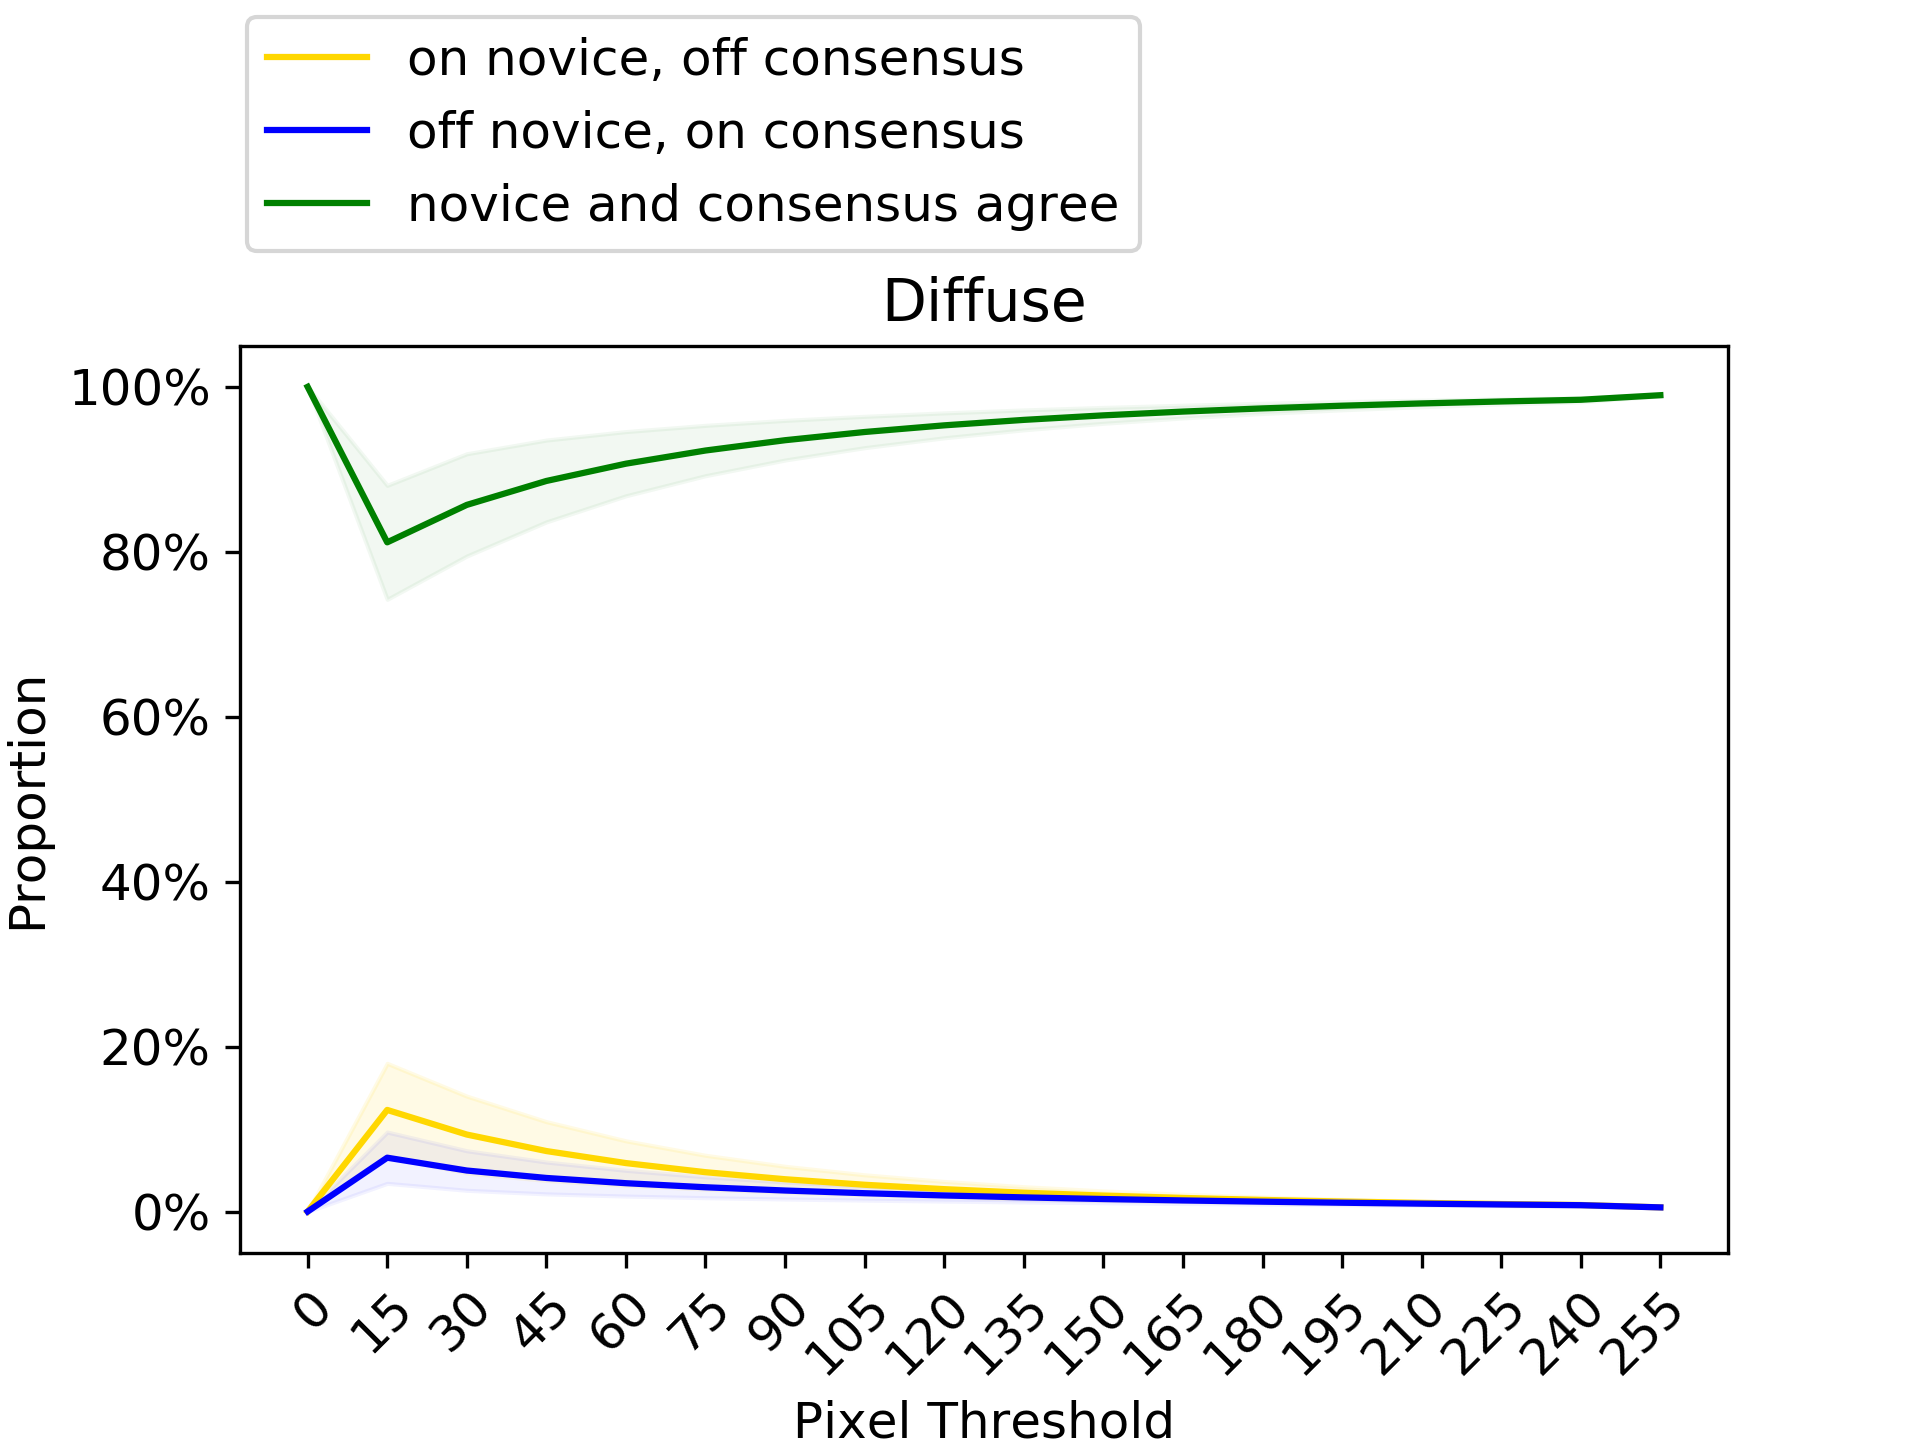 on novice, off consensus
off novice, on consensus
novice and consensus agree
Diffuse
100%
80%
60%
40%
20%
0%
Proportion
0 15 30 45 60 75 90 105 120 135 150 165 180 195 210 225 240 255
Pixel Threshold